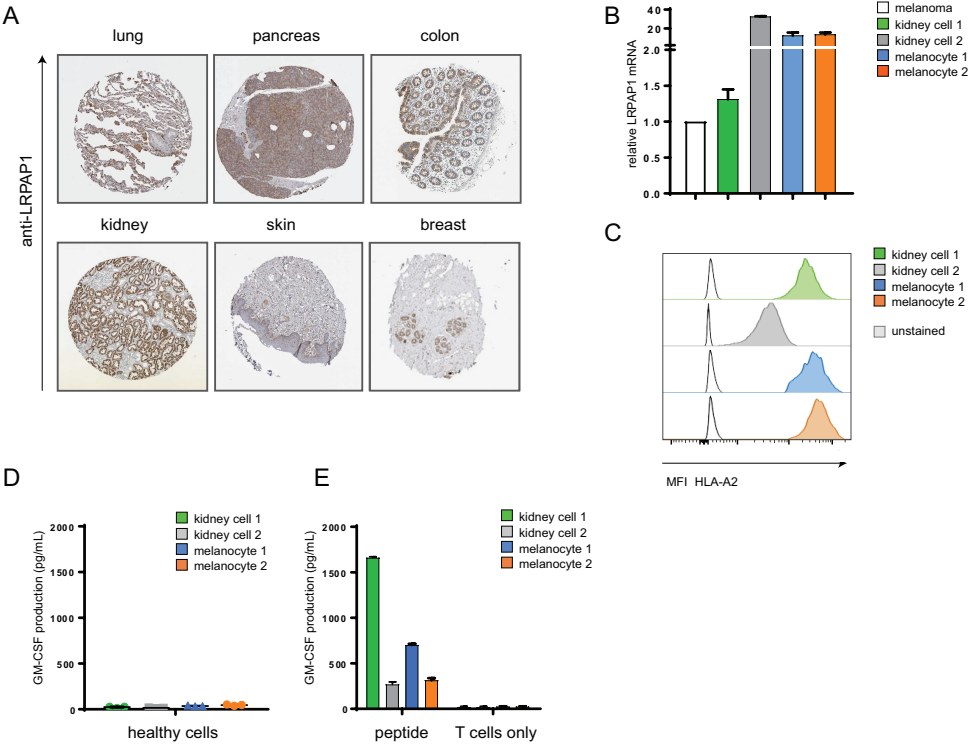 A
lung
pancreas
colon
anti-LRPAP1
kidney
skin
breast
B
relative LRPAP1 mRNA
40
20
2.0
1.5
1.0
0.5
0.0
melanoma
kidney cell 1
kidney cell 2
melanocyte 1
melanocyte 2
C
kidney cell 1
kidney cell 2
melanocyte 1
melanocyte 2
unstained
MFI HLA-A2
D
GM-CSF production (pg/mL)
2000
1500
1000
500
0
kidney cell 1
kidney cell 2
melanocyte 1
melanocyte 2
healthy cells
E
GM-CSF production (pg/mL)
2000
1500
1000
500
0
kidney cell 1
kidney cell 2
melanocyte 1
melanocyte 2
peptide
T cells only